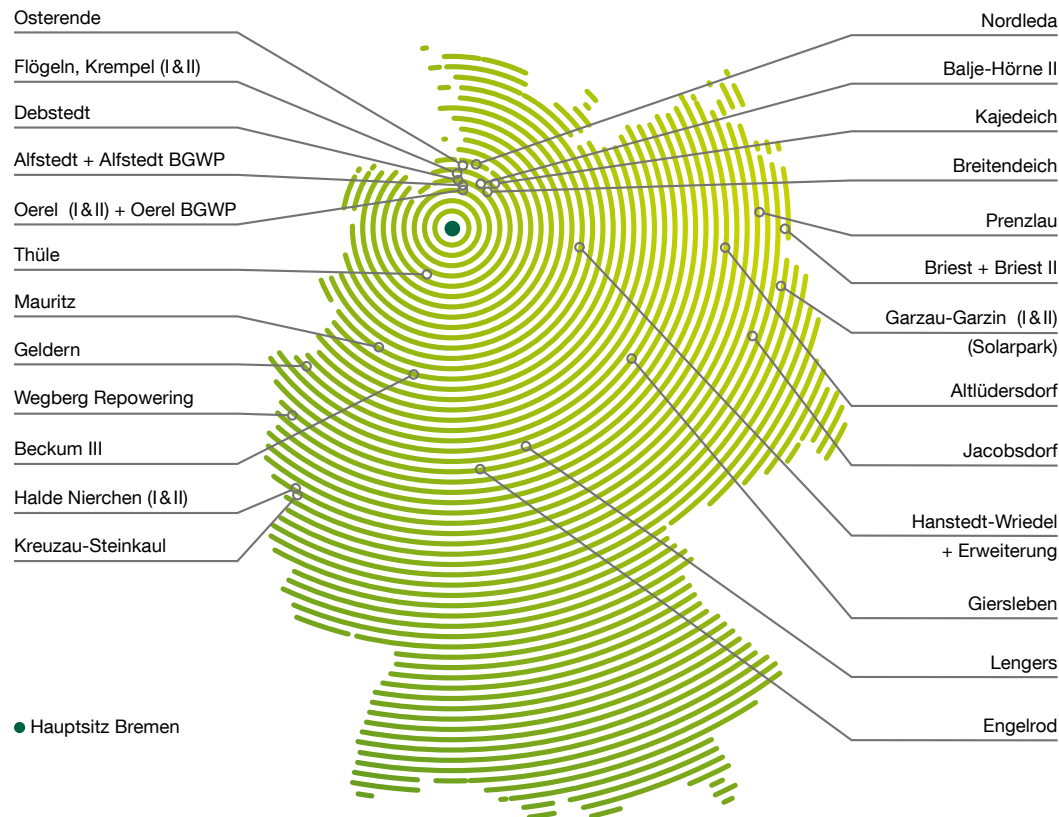 Osterende
Flögeln, Krempel (I & II)
Debstedt
Alfstedt + Alfstedt BGWP
Oerel (I & II) + Oerel BGWP
Thüle
Mauritz
Geldern
Wegberg Repowering
Beckum III
Halde Nierchen (I & II)
Kreuzau-Steinkaul
Hauptsitz Bremen
Nordleda
Balje-Hörne II
Kajedeich
Breitendeich
Prenzlau
Briest + Briest II
Garzau-Garzin (I & II)
(Solarpark)
Altlüdersdorf
Jacobsdorf
Hanstedt-Wriedel
+ Erweiterung
Giersleben
Lengers
Engelrod